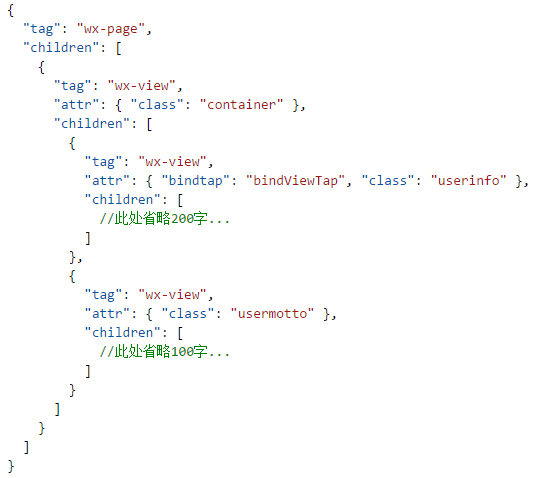 {
  "tag": "wx-page",
  "children": [
    {
      "tag": "wx-view",
      "attr": { "class": "container" },
      "children": [
        {
          "tag": "wx-view",
          "attr": { "bindtap": "bindViewTap", "class": "userinfo" },
          "children": [
            //此处省略200字...
          ]
        },
        {
          "tag": "wx-view",
          "attr": { "class": "usermotto" },
          "children": [
            //此处省略100字...
          ]
        }
      ]
    }
  ]
}